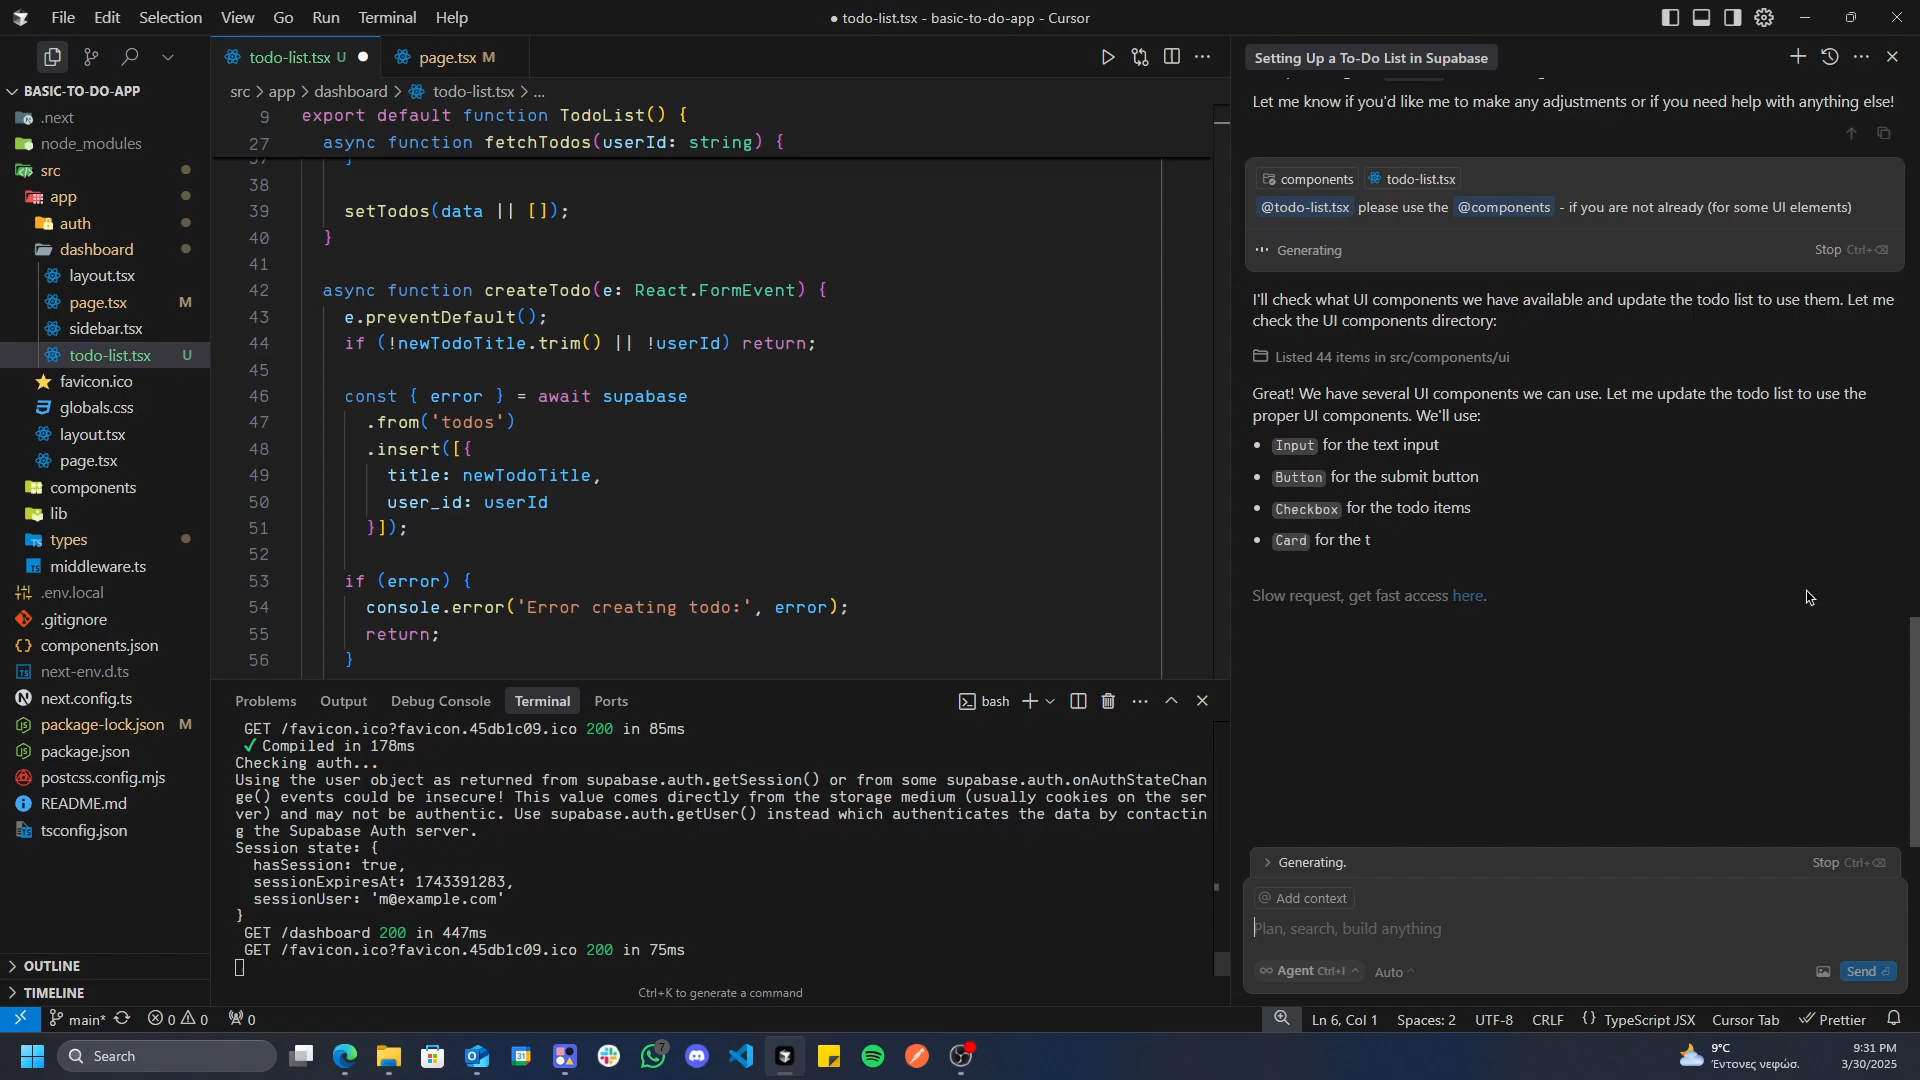 File Edit Selection View Go Run Terminal Help
● todo-list.tsx - basic-to-do-app - Cursor
BASIC-TO-DO-APP
.next
node_modules
src
app
auth
dashboard
layout.tsx
page.tsx M
sidebar.tsx
todo-list.tsx U
favicon.ico
globals.css
layout.tsx
page.tsx
components
lib
types
middleware.ts
.env.local
.gitignore
components.json
next-env.d.ts
next.config.ts
package-lock.json M
package.json
postcss.config.mjs
README.md
tsconfig.json
OUTLINE
TIMELINE
todo-list.tsx U ●
page.tsx M
src > app > dashboard > todo-list.tsx > ...
9 export default function TodoList() {
27 async function fetchTodos(userId: string) {
37 }
38
39 setTodos(data || []);
40 }
41
42 async function createTodo(e: React.FormEvent) {
43 e.preventDefault();
44 if (!newTodoTitle.trim() || !userId) return;
45
46 const { error } = await supabase
47 .from('todos')
48 .insert([{
49 title: newTodoTitle,
50 user_id: userId
51 }]);
52
53 if (error) {
54 console.error('Error creating todo:', error);
55 return;
56 }
Problems Output Debug Console Terminal Ports
bash
GET /favicon.ico?favicon.45db1c09.ico 200 in 85ms
✓ Compiled in 178ms
Checking auth...
Using the user object as returned from supabase.auth.getSession() or from some supabase.auth.onAuthStateChan
ge() events could be insecure! This value comes directly from the storage medium (usually cookies on the ser
ver) and may not be authentic. Use supabase.auth.getUser() instead which authenticates the data by contactin
g the Supabase Auth server.
Session state: {
hasSession: true,
sessionExpiresAt: 1743391283,
sessionUser: 'm@example.com'
}
GET /dashboard 200 in 447ms
GET /favicon.ico?favicon.45db1c09.ico 200 in 75ms
Ctrl+K to generate a command
Setting Up a To-Do List in Supabase
Let me know if you'd like me to make any adjustments or if you need help with anything else!
components todo-list.tsx
@todo-list.tsx please use the @components - if you are not already (for some UI elements)
Generating
Stop Ctrl+⌫
I'll check what UI components we have available and update the todo list to use them. Let me
check the UI components directory:
Listed 44 items in src/components/ui
Great! We have several UI components we can use. Let me update the todo list to use the
proper UI components. We'll use:
• Input for the text input
• Button for the submit button
• Checkbox for the todo items
• Card for the t
Slow request, get fast access here.
> Generating.
Stop Ctrl+⌫
@ Add context
Plan, search, build anything
∞ Agent Ctrl+I Auto
Send
main* 0 0 0
Ln 6, Col 1 Spaces: 2 UTF-8 CRLF {} TypeScript JSX Cursor Tab Prettier
Search
7
9°C
Έντονες νεφώσ.
9:31 PM
3/30/2025